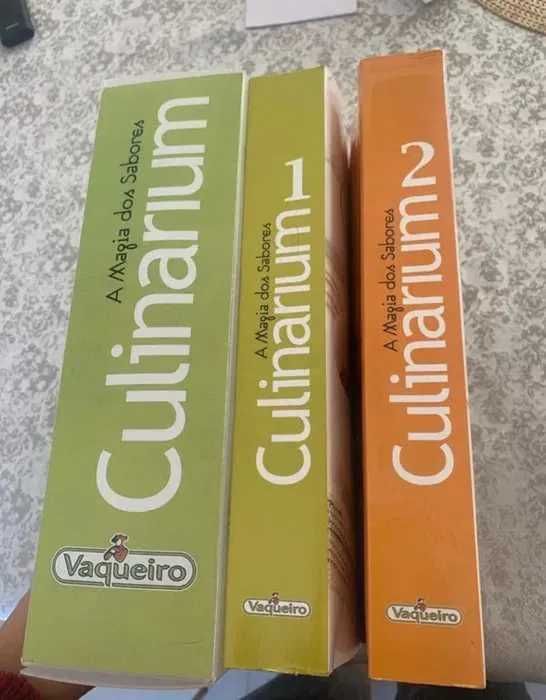 A Magia dos Sabores
Culinarium
Vaqueiro
A Magia dos Sabores
Culinarium 1
Vaqueiro
A Magia dos Sabores
Culinarium 2
Vaqueiro